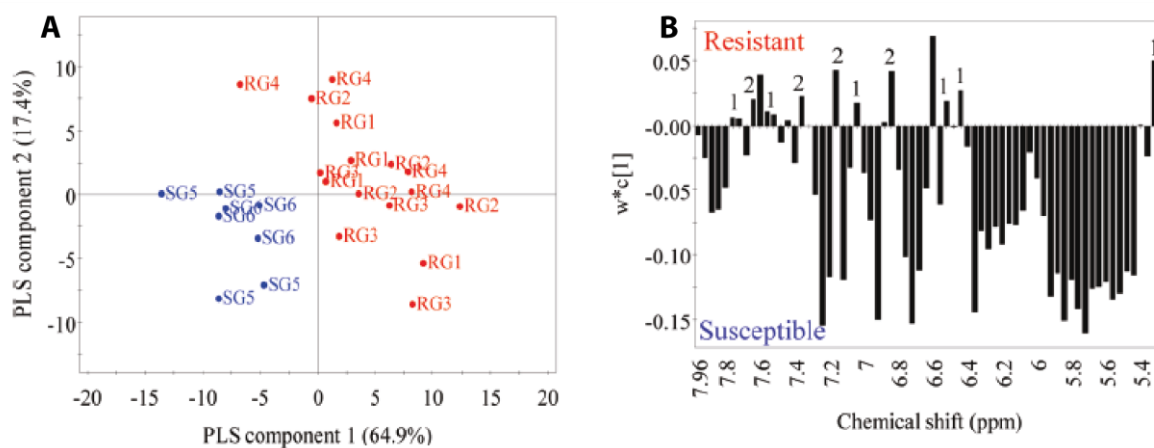 A
PLS component 2 (17.4%)
10
5
0
-5
-10
RG4
RG4
RG2
RG1
RG1
RG2
RG3
RG4
RG1
SG5
SG5
RG2
RG4
SG6
SG6
RG3
RG2
SG6
SG6
RG3
RG1
SG5
SG5
RG3
-20
-15
-10
-5
0
5
10
15
20
PLS component 1 (64.9%)
B
w*c[1]
0.05
-0.00
-0.05
-0.10
-0.15
Resistant
1
2
1
2
2
1
2
1
1
1
Susceptible
7.96
7.8
7.6
7.4
7.2
7
6.8
6.6
6.4
6.2
6
5.8
5.6
5.4
Chemical shift (ppm)